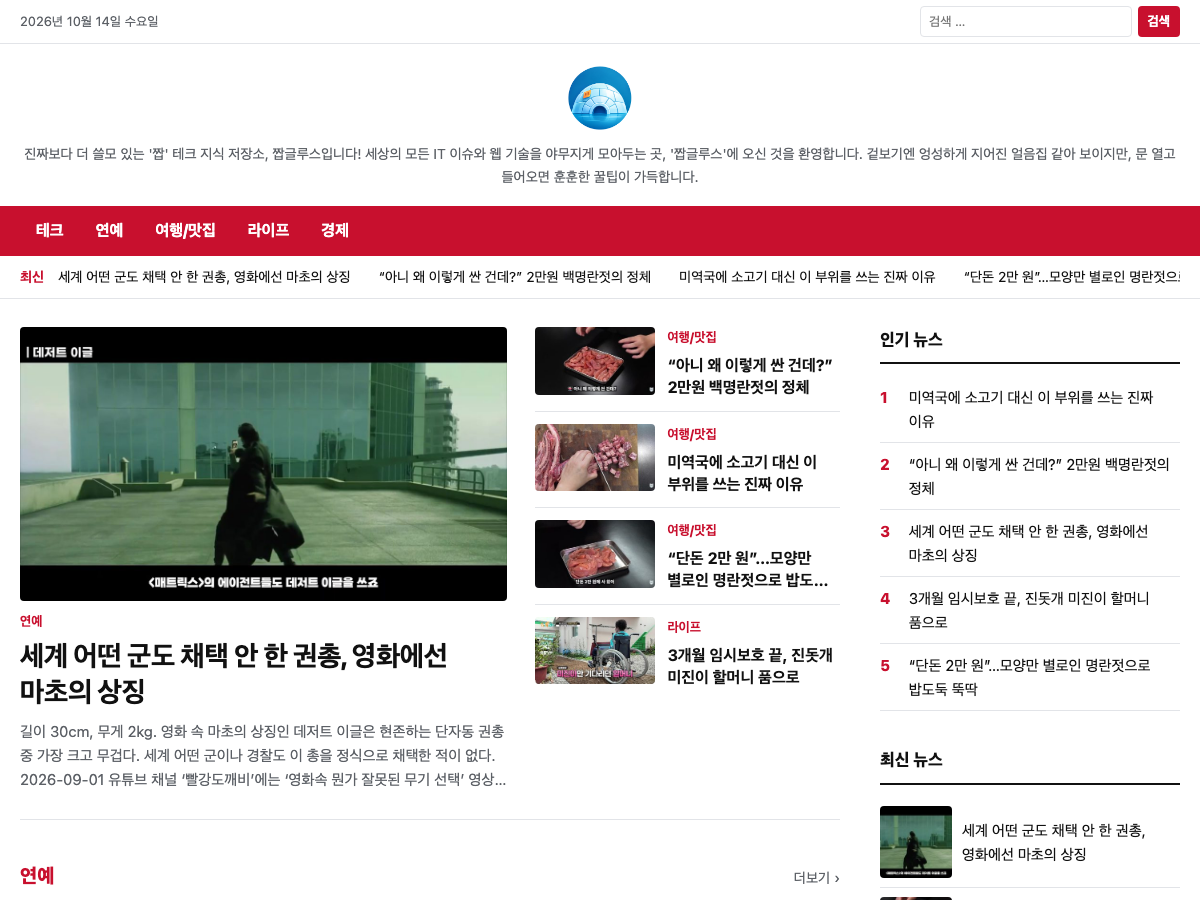 2026년 10월 14일 수요일
검색 ...
검색
진짜보다 더 쓸모 있는 '짭' 테크 지식 저장소, 짭글루스입니다! 세상의 모든 IT 이슈와 웹 기술을 야무지게 모아두는 곳, '짭글루스'에 오신 것을 환영합니다. 겉보기엔 엉성하게 지어진 얼음집 같아 보이지만, 문 열고
들어오면 훈훈한 꿀팁이 가득합니다.
테크
연예
여행/맛집
라이프
경제
최신
세계 어떤 군도 채택 안 한 권총, 영화에선 마초의 상징
“아니 왜 이렇게 싼 건데?” 2만원 백명란젓의 정체
미역국에 소고기 대신 이 부위를 쓰는 진짜 이유
“단돈 2만 원”…모양만 별로인 명란젓으로
| 데저트 이글
<매트릭스>의 에이전트들도 데저트 이글을 쓰죠
연예
세계 어떤 군도 채택 안 한 권총, 영화에선
마초의 상징
길이 30cm, 무게 2kg. 영화 속 마초의 상징인 데저트 이글은 현존하는 단자동 권총
중 가장 크고 무겁다. 세계 어떤 군이나 경찰도 이 총을 정식으로 채택한 적이 없다.
2026-09-01 유튜브 채널 ‘빨강도깨비’에는 ‘영화속 뭔가 잘못된 무기 선택’ 영상…
여행/맛집
“아니 왜 이렇게 싼 건데?”
2만원 백명란젓의 정체
여행/맛집
미역국에 소고기 대신 이
부위를 쓰는 진짜 이유
여행/맛집
“단돈 2만 원”…모양만
별로인 명란젓으로 밥도…
라이프
3개월 임시보호 끝, 진돗개
미진이 할머니 품으로
인기 뉴스
1 미역국에 소고기 대신 이 부위를 쓰는 진짜
이유
2 “아니 왜 이렇게 싼 건데?” 2만원 백명란젓의
정체
3 세계 어떤 군도 채택 안 한 권총, 영화에선
마초의 상징
4 3개월 임시보호 끝, 진돗개 미진이 할머니
품으로
5 “단돈 2만 원”…모양만 별로인 명란젓으로
밥도둑 뚝딱
최신 뉴스
세계 어떤 군도 채택 안 한 권총,
영화에선 마초의 상징
연예
더보기 ›